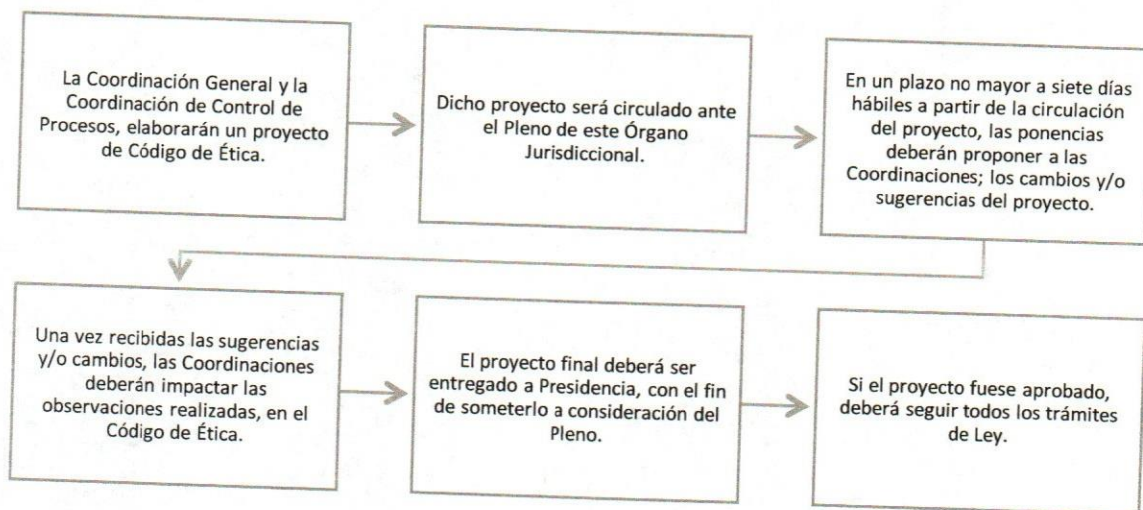 La Coordinación General y la
Coordinación de Control de
Procesos, elaborarán un proyecto
de Código de Ética.
Dicho proyecto será circulado ante
el Pleno de este Órgano
Jurisdiccional.
En un plazo no mayor a siete días
hábiles a partir de la circulación
del proyecto, las ponencias
deberán proponer a las
Coordinaciones; los cambios y/o
sugerencias del proyecto.
Una vez recibidas las sugerencias
y/o cambios, las Coordinaciones
deberán impactar las
observaciones realizadas, en el
Código de Ética.
El proyecto final deberá ser
entregado a Presidencia, con el fin
de someterlo a consideración del
Pleno.
Si el proyecto fuese aprobado,
deberá seguir todos los trámites
de Ley.